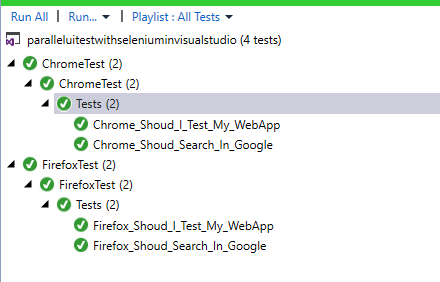 Run All | Run... | Playlist : All Tests
paralleluitestwithseleniuminvisualstudio (4 tests)
ChromeTest (2)
ChromeTest (2)
Tests (2)
Chrome_Shoud_I_Test_My_WebApp
Chrome_Shoud_Search_In_Google
FirefoxTest (2)
FirefoxTest (2)
Tests (2)
Firefox_Shoud_I_Test_My_WebApp
Firefox_Shoud_Search_In_Google